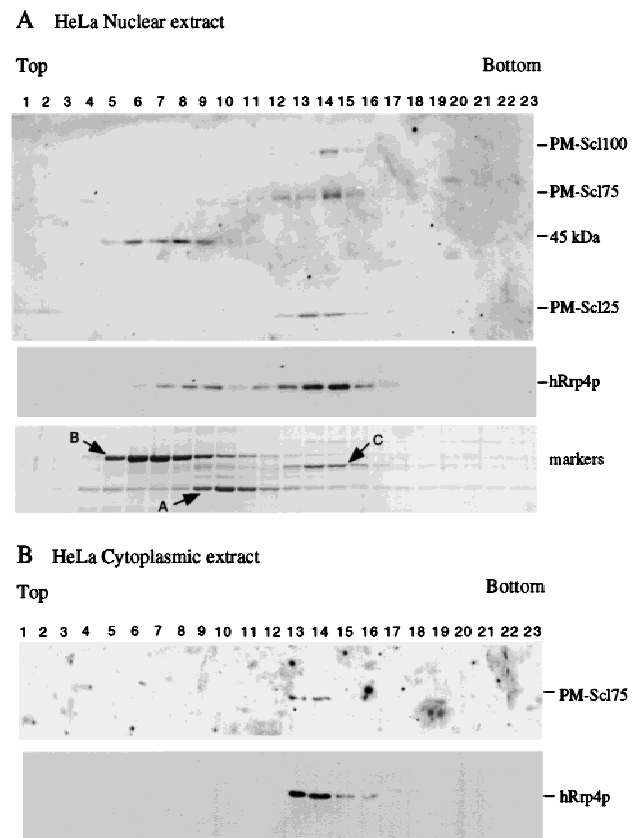 A HeLa Nuclear extract
Top Bottom
1 2 3 4 5 6 7 8 9 10 11 12 13 14 15 16 17 18 19 20 21 22 23
PM-Scl100
PM-Scl75
45 kDa
PM-Scl25
hRrp4p
B C
markers
A
B HeLa Cytoplasmic extract
Top Bottom
1 2 3 4 5 6 7 8 9 10 11 12 13 14 15 16 17 18 19 20 21 22 23
PM-Scl75
hRrp4p